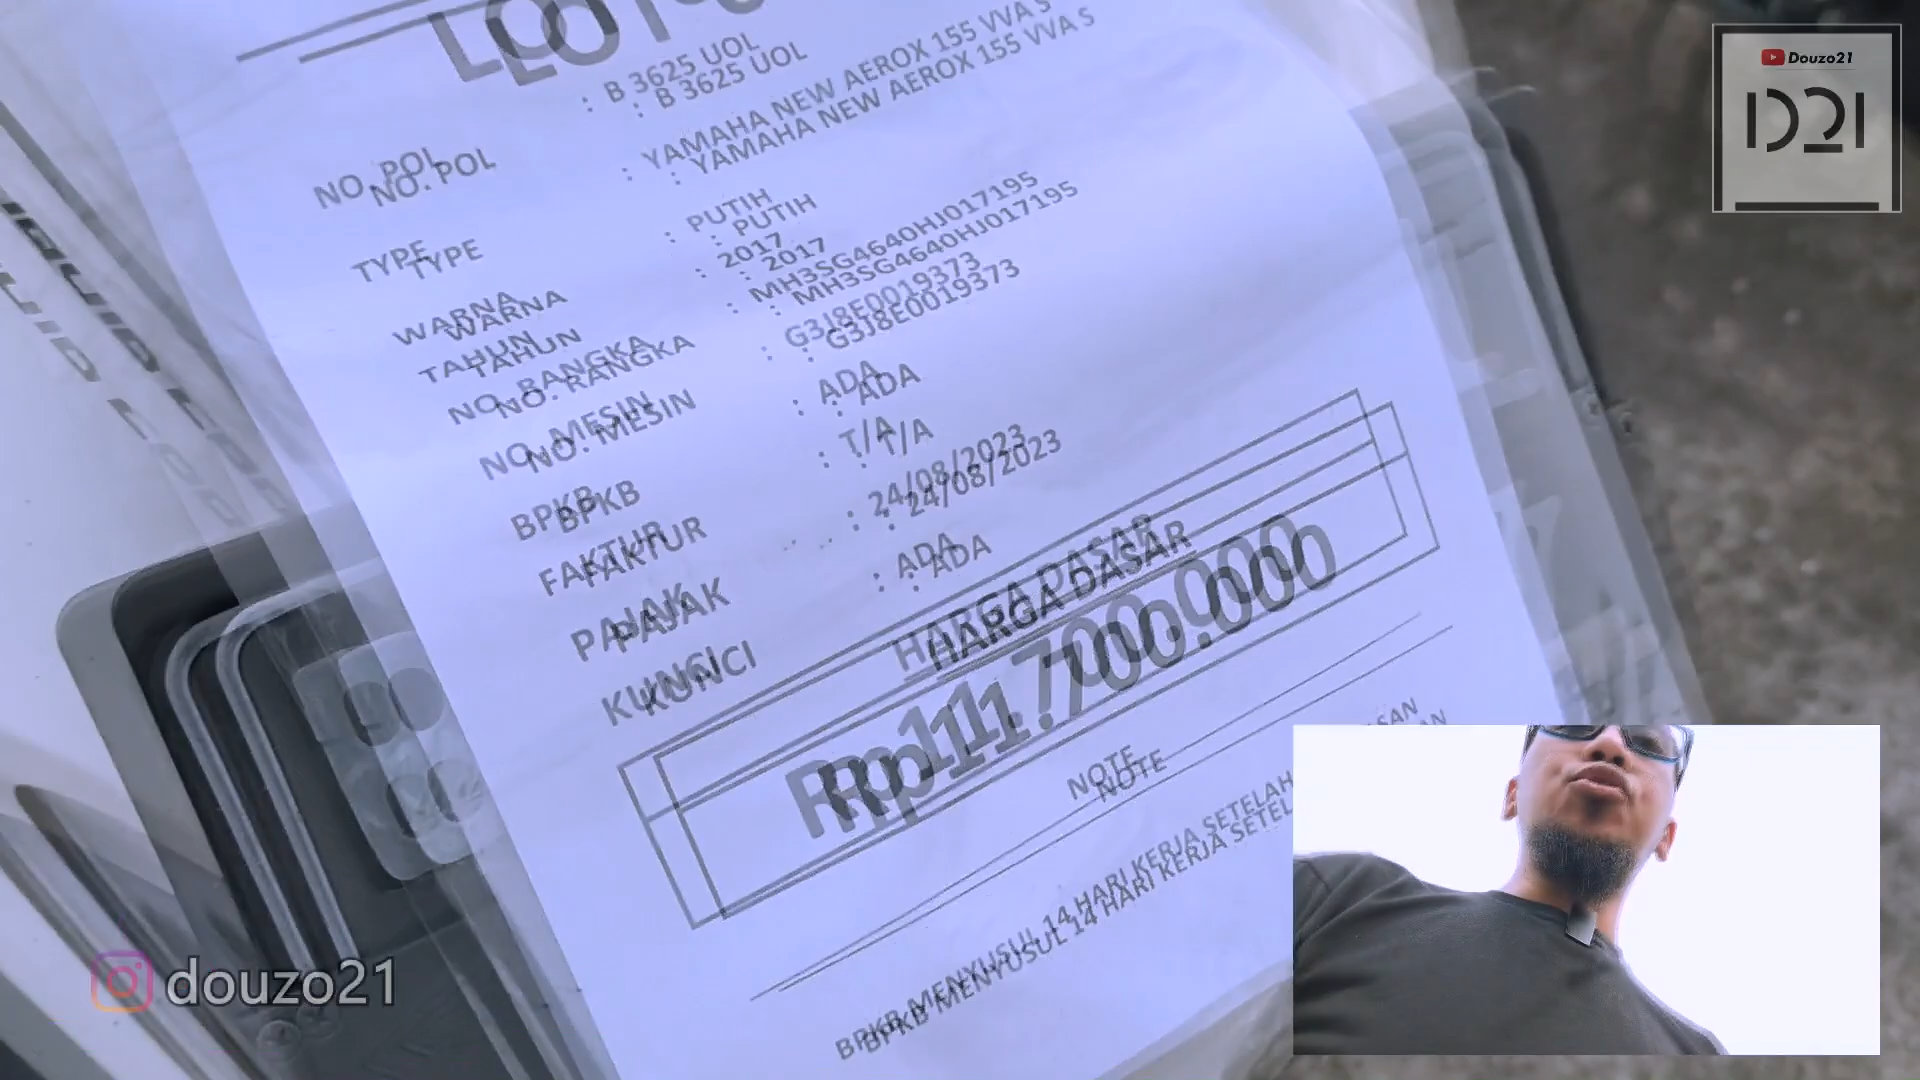 Douzo21
D21
LOT
NO. POL : B 3625 UOL
TYPE : YAMAHA NEW AEROX 155 VVA S
WARNA : PUTIH
TAHUN : 2017
NO. RANGKA : MH3SG4640HJ017195
NO. MESIN : G3J8E0019373
BPKB : ADA
FAKTUR : T/A
PAJAK : 24/08/2023
KUNCI : ADA
HARGA DASAR
Rp 11.700.000
NOTE
BPKB MENYUSUL 14 HARI KERJA SETELAH
douzo21